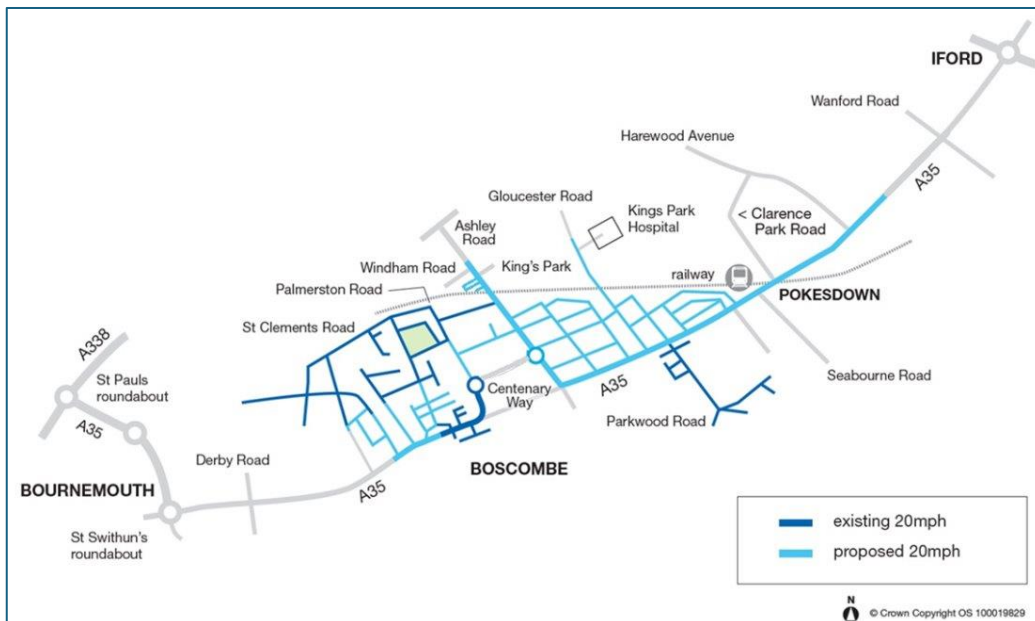 IFORD
Wanford Road
Harewood Avenue
A35
Gloucester Road
Kings Park
Hospital
< Clarence
Park Road
Ashley
Road
Windham Road
King's Park
railway
Palmerston Road
POKESDOWN
St Clements Road
A338
St Pauls
roundabout
Centenary
Way
A35
Seabourne Road
A35
Parkwood Road
Derby Road
BOSCOMBE
BOURNEMOUTH
A35
St Swithun's
roundabout
existing 20mph
proposed 20mph
N
© Crown Copyright OS 100019829